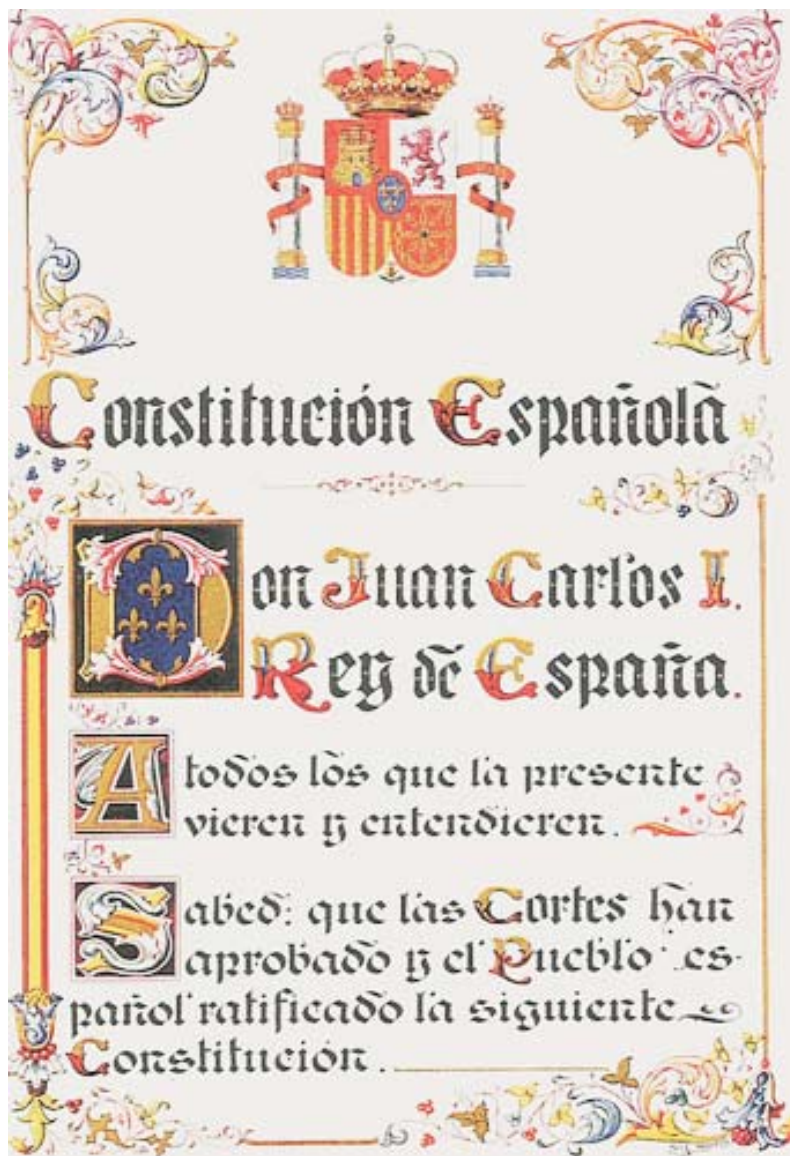 Constitución Española
Don Juan Carlos I.
Rey de España.
A todos los que la presente
vieren y entendieren.
Sabed: que las Cortes han
aprobado y el Pueblo es-
pañol ratificado la siguiente
Constitución.